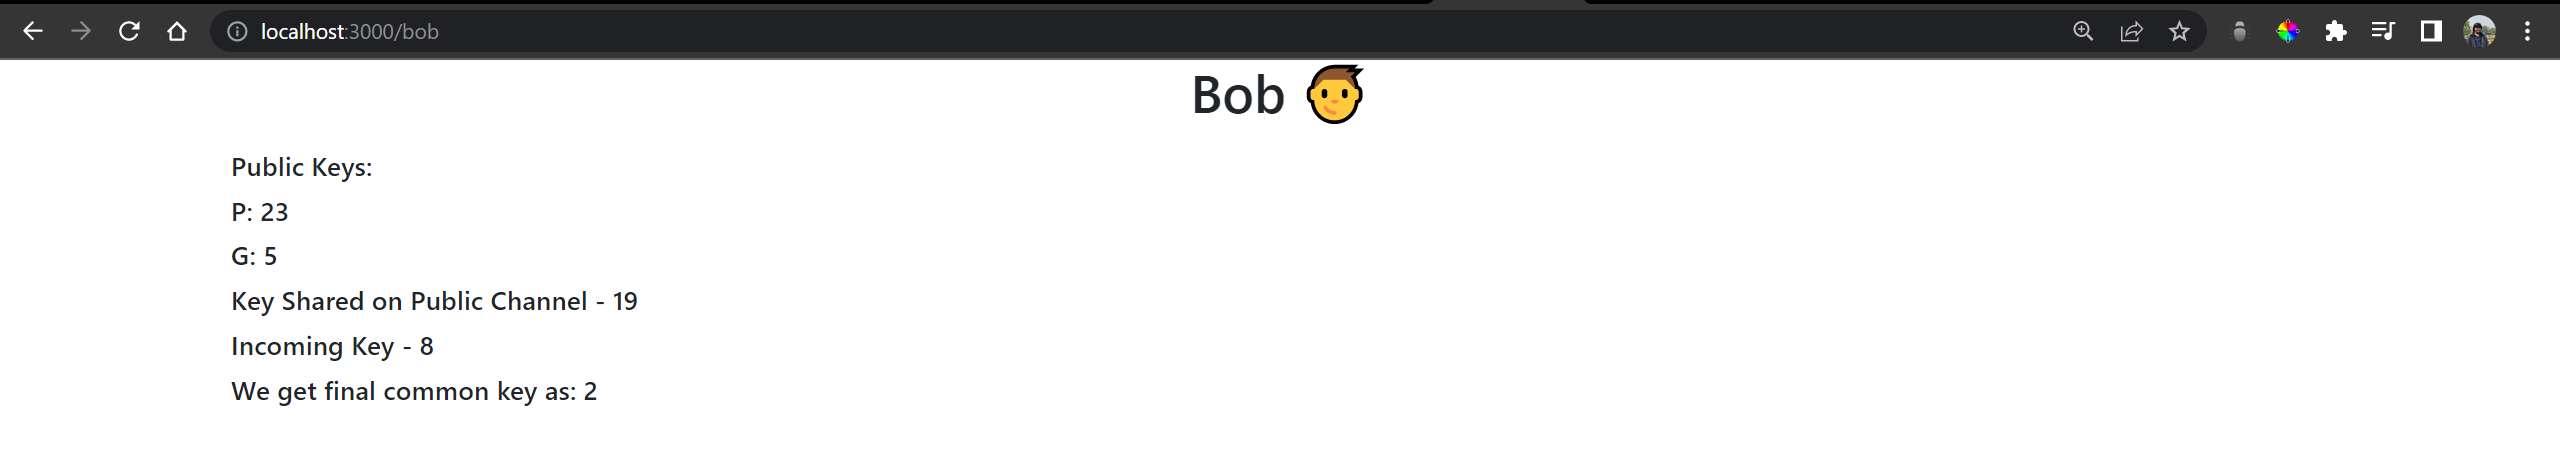 localhost:3000/bob
Bob
Public Keys:
P: 23
G: 5
Key Shared on Public Channel - 19
Incoming Key - 8
We get final common key as: 2